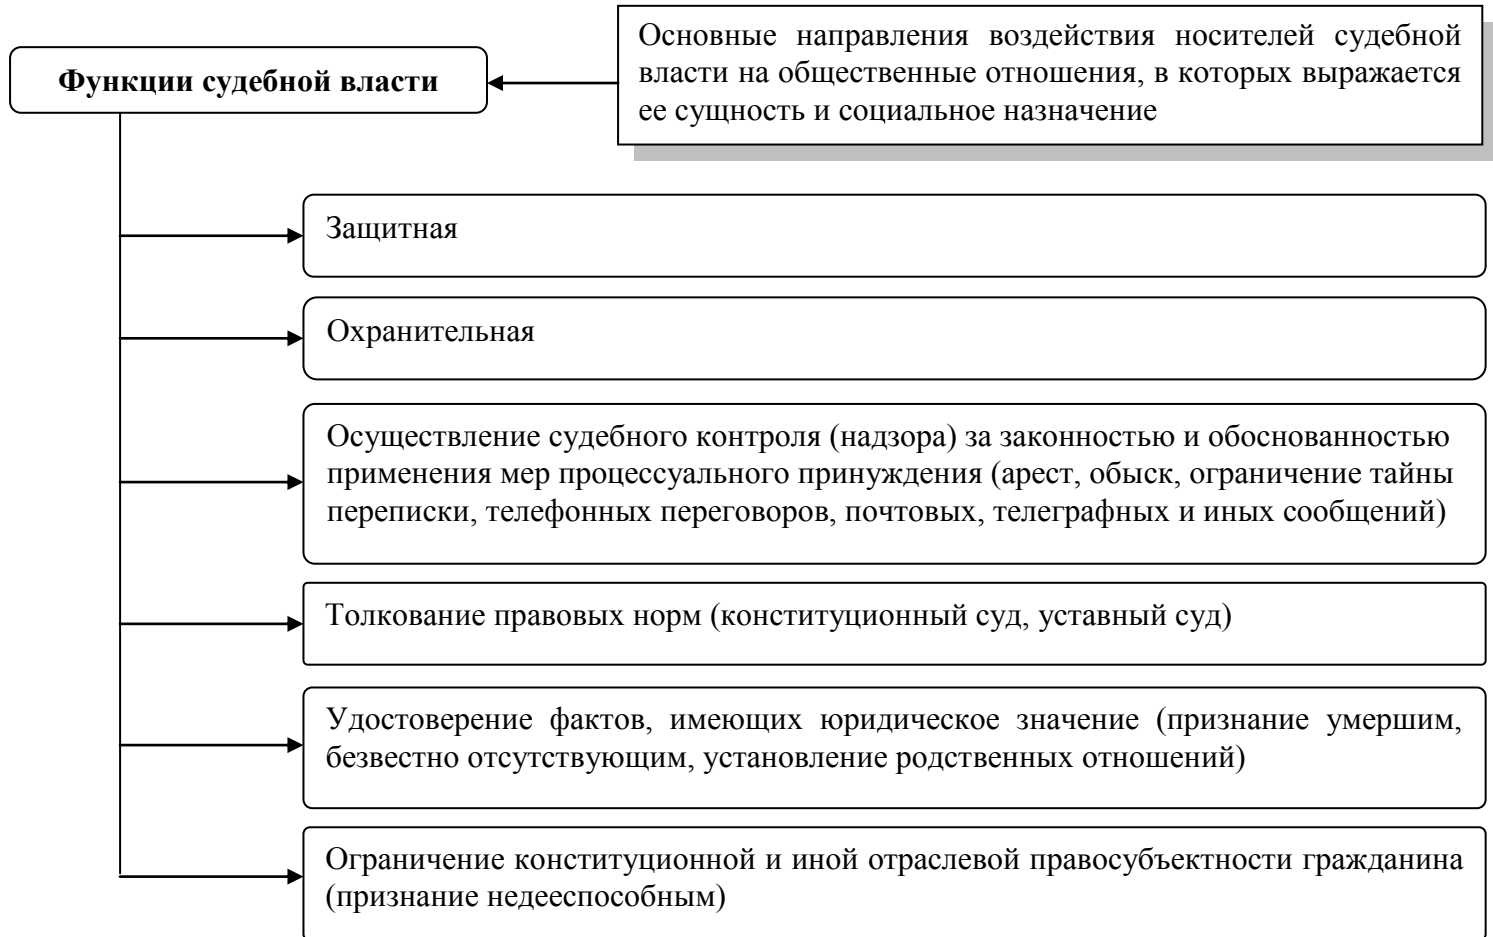 Основные направления воздействия носителей судебной
власти на общественные отношения, в которых выражается
ее сущность и социальное назначение
Функции судебной власти
Защитная
Охранительная
Осуществление судебного контроля (надзора) за законностью и обоснованностью
применения мер процессуального принуждения (арест, обыск, ограничение тайны
переписки, телефонных переговоров, почтовых, телеграфных и иных сообщений)
Толкование правовых норм (конституционный суд, уставный суд)
Удостоверение фактов, имеющих юридическое значение (признание умершим,
безвестно отсутствующим, установление родственных отношений)
Ограничение конституционной и иной отраслевой правосубъектности гражданина
(признание недееспособным)